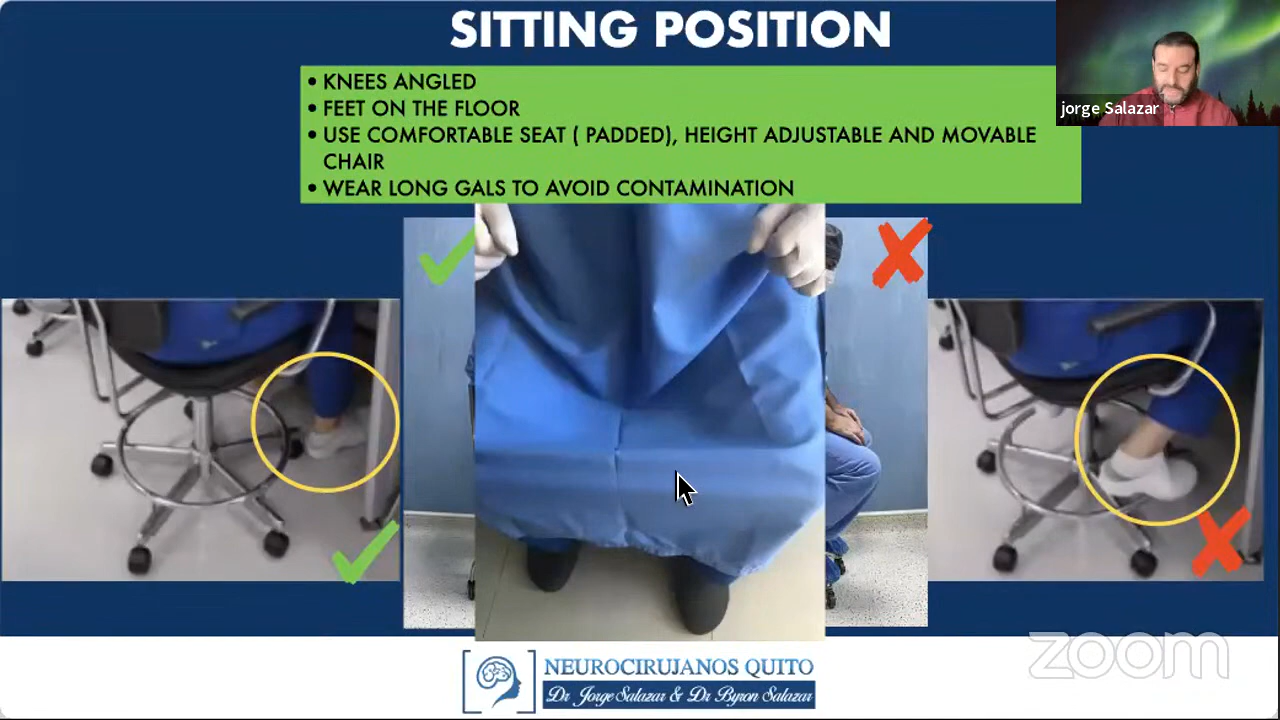 SITTING POSITION
• KNEES ANGLED
• FEET ON THE FLOOR
• USE COMFORTABLE SEAT ( PADDED), HEIGHT ADJUSTABLE AND MOVABLE
CHAIR
• WEAR LONG GALS TO AVOID CONTAMINATION
jorge Salazar
zoom
NEUROCIRUJANOS QUITO
Dr Jorge Salazar & Dr Byron Salazar